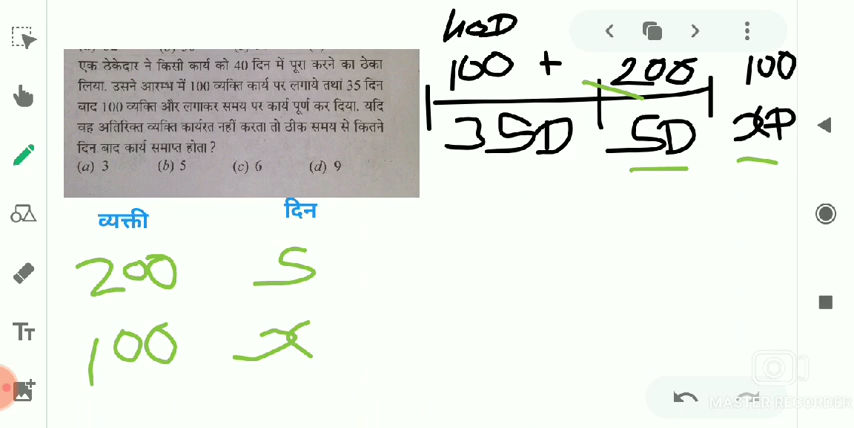 एक ठेकेदार ने किसी कार्य को 40 दिन में पूरा करने का ठेका
लिया. उसने आरम्भ में 100 व्यक्ति कार्य पर लगाये तथा 35 दिन
बाद 100 व्यक्ति और लगाकर समय पर कार्य पूर्ण कर दिया. यदि
वह अतिरिक्त व्यक्ति कार्यरत नहीं करता तो ठीक समय से कितने
दिन बाद कार्य समाप्त होता ?
(a) 3 (b) 5 (c) 6 (d) 9
40D
100 + 200 100
35D 5D xD
व्यक्ती दिन
200 5
100 x
TT
MASTER RECORDER